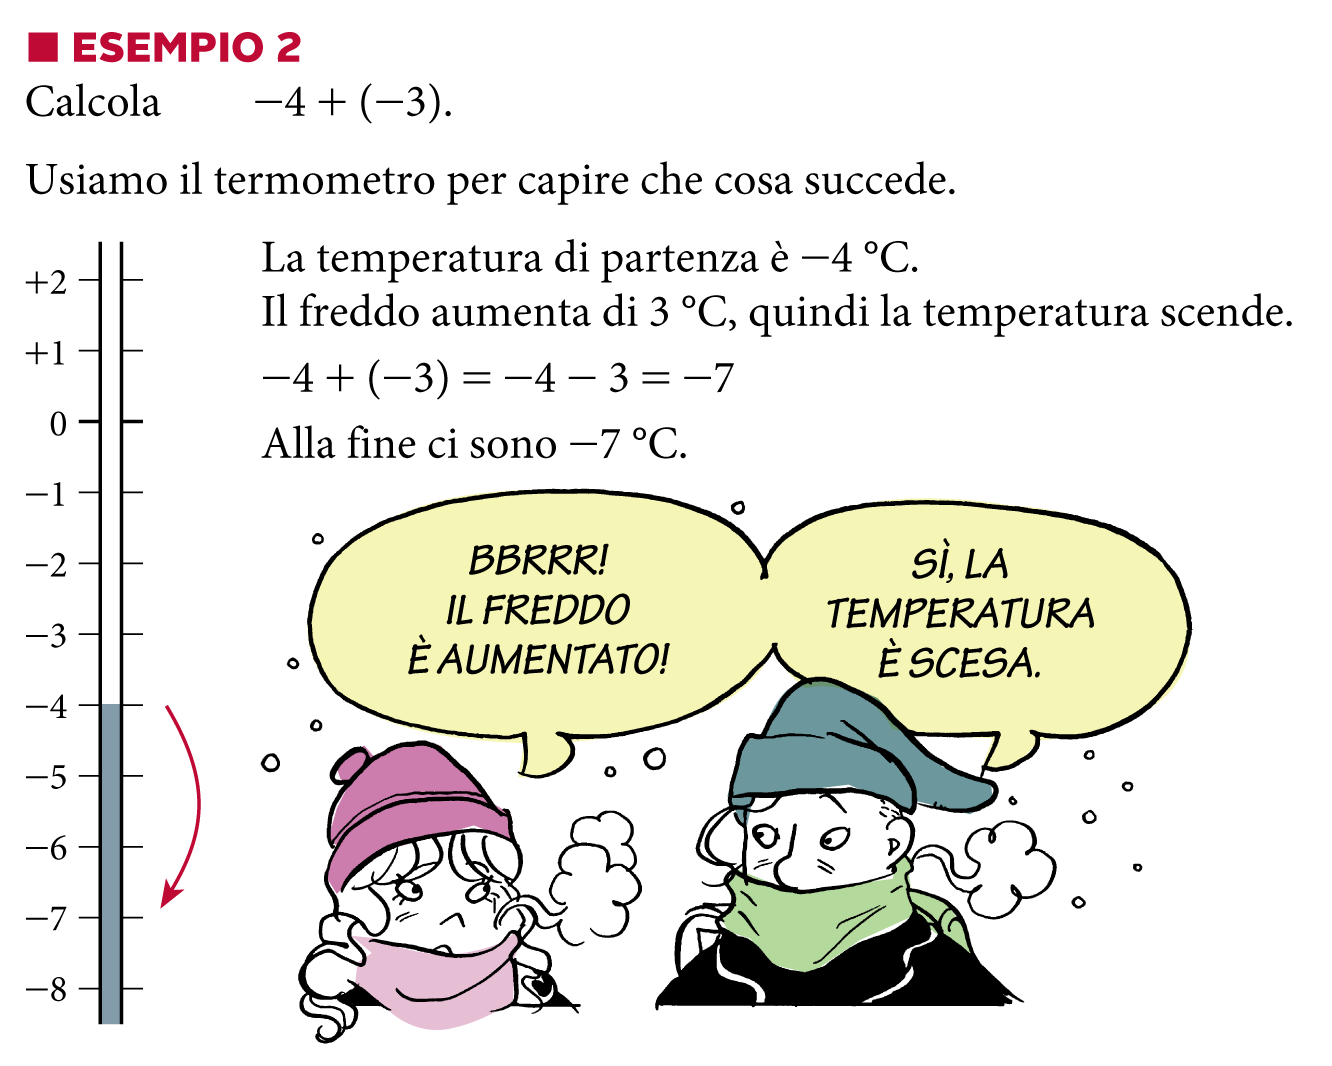 ESEMPIO 2
Calcola −4 + (−3).
Usiamo il termometro per capire che cosa succede.
La temperatura di partenza è −4 °C.
Il freddo aumenta di 3 °C, quindi la temperatura scende.
−4 + (−3) = −4 − 3 = −7
Alla fine ci sono −7 °C.
+2
+1
0
−1
−2
−3
−4
−5
−6
−7
−8
BBRRR!
IL FREDDO
È AUMENTATO!
SÌ, LA
TEMPERATURA
È SCESA.